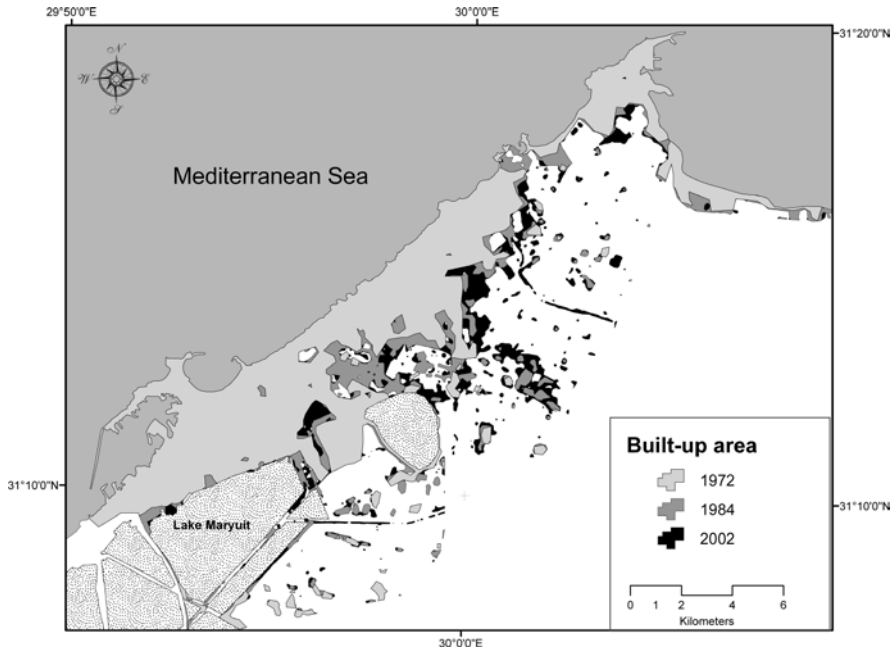 29°50'0"E
30°0'0"E
31°20'0"N
N
W
E
S
Mediterranean Sea
31°10'0"N
Lake Maryuit
Built-up area
1972
1984
2002
31°10'0"N
0 1 2 4 6
Kilometers
30°0'0"E